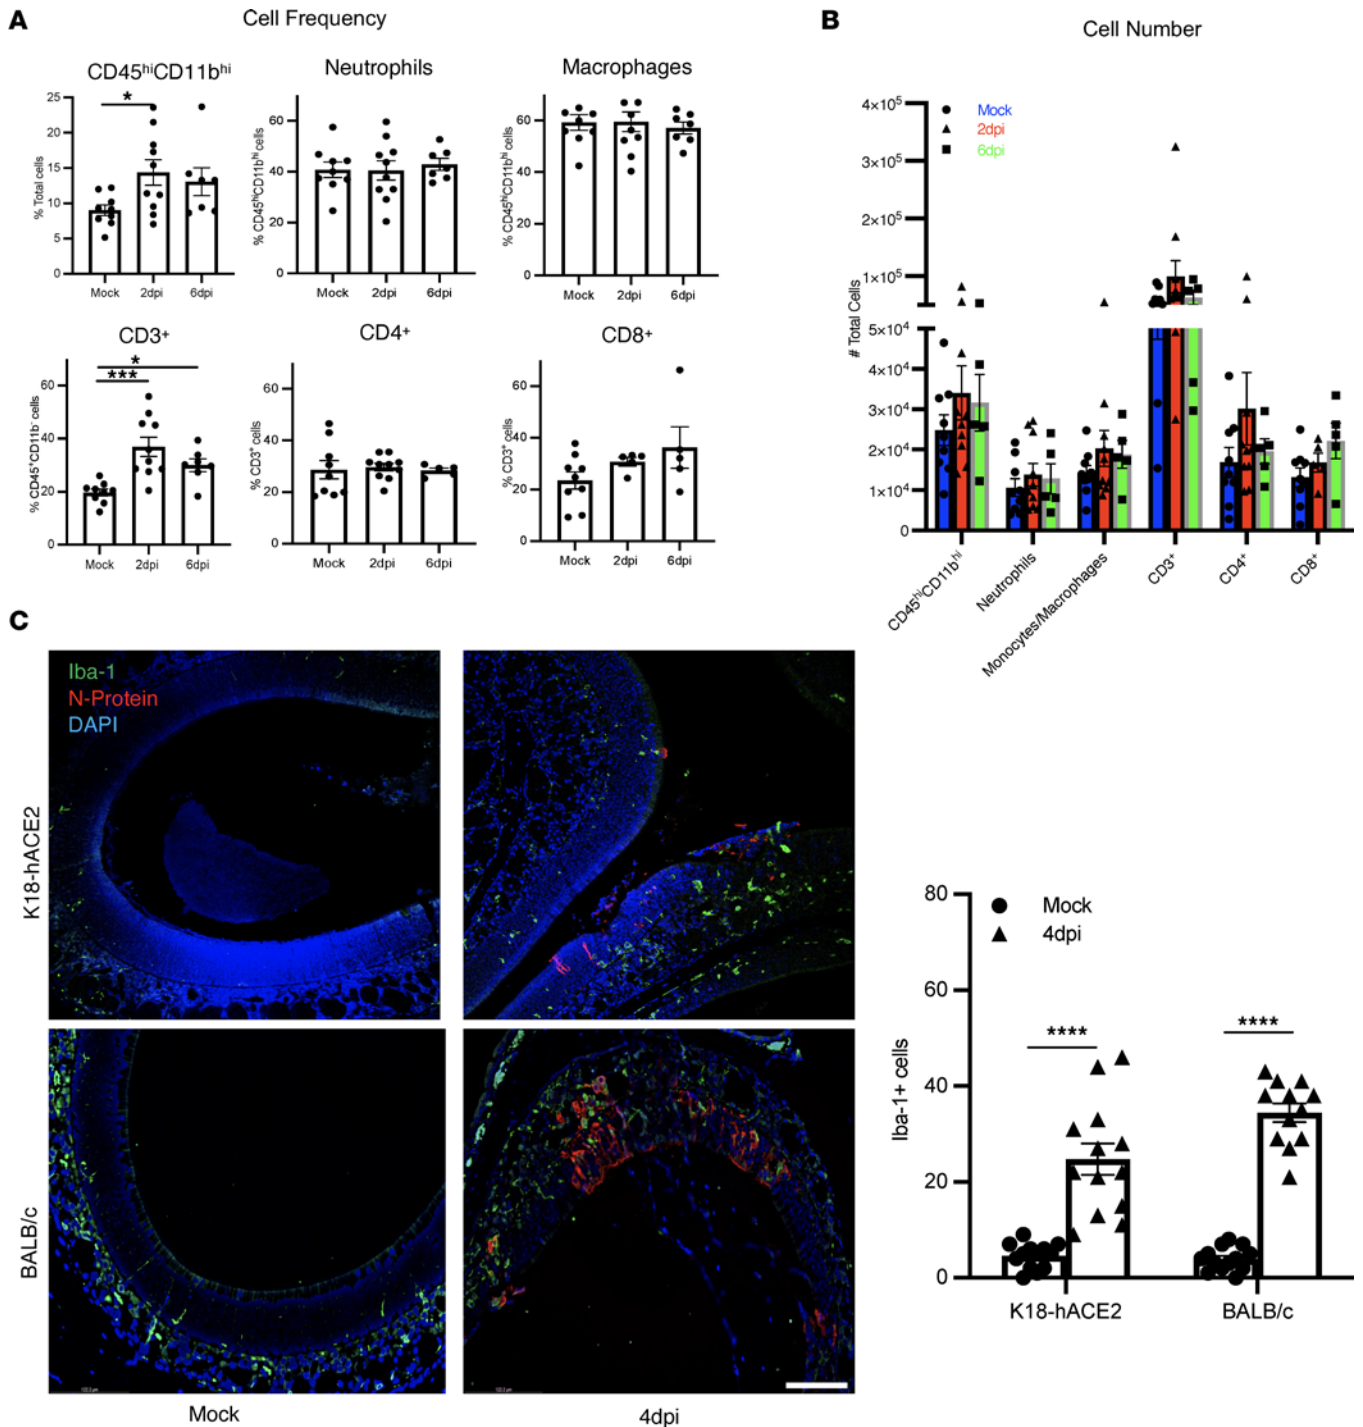 A
Cell Frequency
CD45hiCD11bhi
Neutrophils
Macrophages
25
20
15
10
5
0
% Total cells
*
Mock
2dpi
6dpi
60
40
20
0
% CD45hiCD11bhi cells
Mock
2dpi
6dpi
60
40
20
0
% CD45hiCD11bhi cells
Mock
2dpi
6dpi
CD3+
CD4+
CD8+
60
40
20
0
% CD45+CD11b- cells
*
***
Mock
2dpi
6dpi
60
40
20
0
% CD3+ cells
Mock
2dpi
6dpi
60
40
20
0
% CD3+ cells
Mock
2dpi
6dpi
B
Cell Number
4×10⁵
3×10⁵
2×10⁵
1×10⁵
5×10⁴
4×10⁴
3×10⁴
2×10⁴
1×10⁴
0
# Total Cells
Mock
2dpi
6dpi
CD45hiCD11bhi
Neutrophils
Monocytes/Macrophages
CD3+
CD4+
CD8+
C
Iba-1
N-Protein
DAPI
K18-hACE2
BALB/c
Mock
4dpi
80
60
40
20
0
Iba-1+ cells
Mock
4dpi
****
****
K18-hACE2
BALB/c